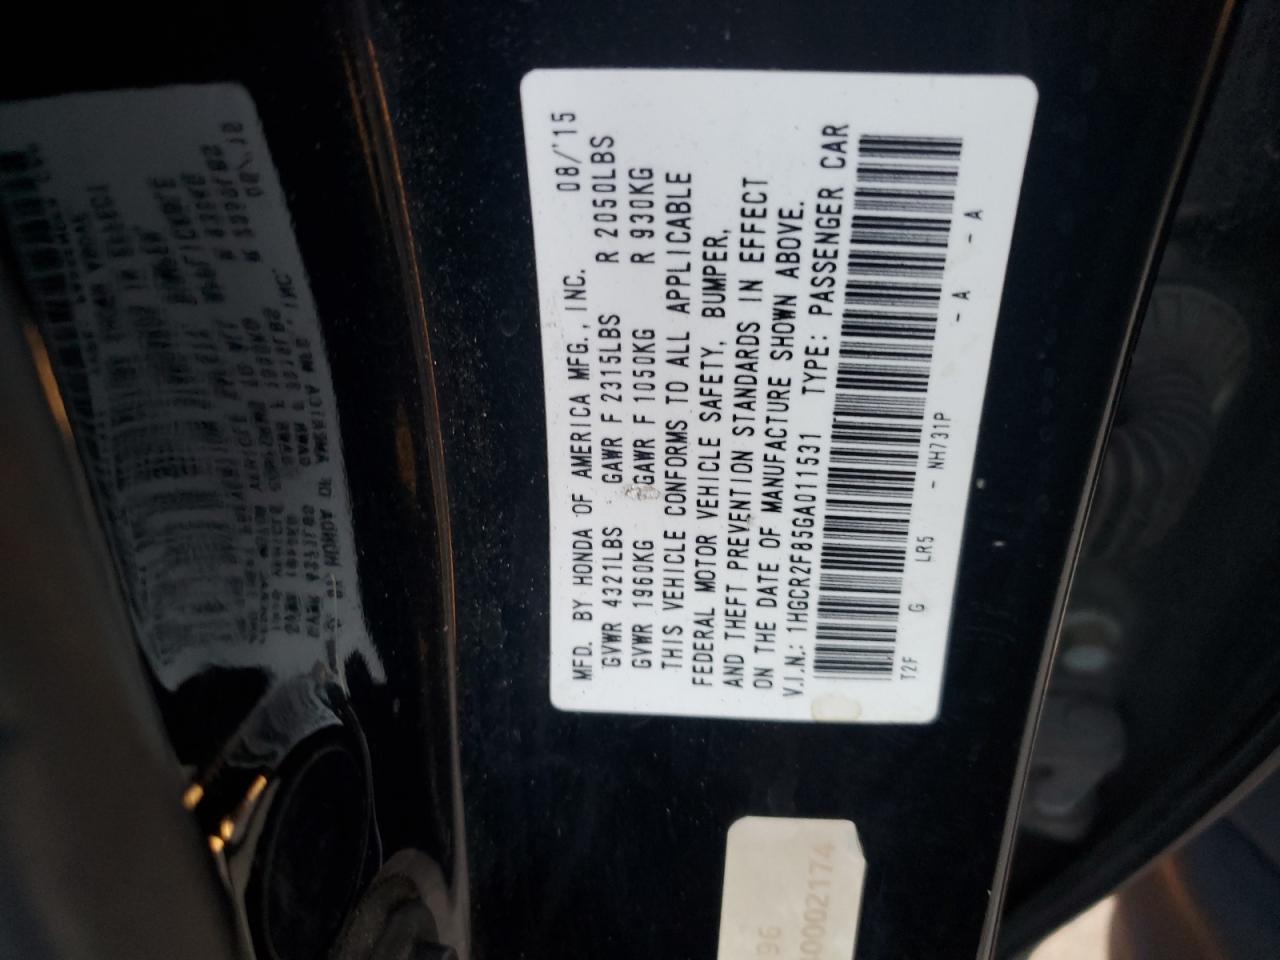 MFD. BY HONDA OF AMERICA MFG., INC. 08/'15
GVWR 4321LBS GAWR F 2315LBS R 2050LBS
GVWR 1960KG GAWR F 1050KG R 930KG
THIS VEHICLE CONFORMS TO ALL APPLICABLE
FEDERAL MOTOR VEHICLE SAFETY, BUMPER,
AND THEFT PREVENTION STANDARDS IN EFFECT
ON THE DATE OF MANUFACTURE SHOWN ABOVE.
V.I.N.: 1HGCR2F85GA011531 TYPE: PASSENGER CAR
T2F G LR5 - NH731P - A - A
96
0002174